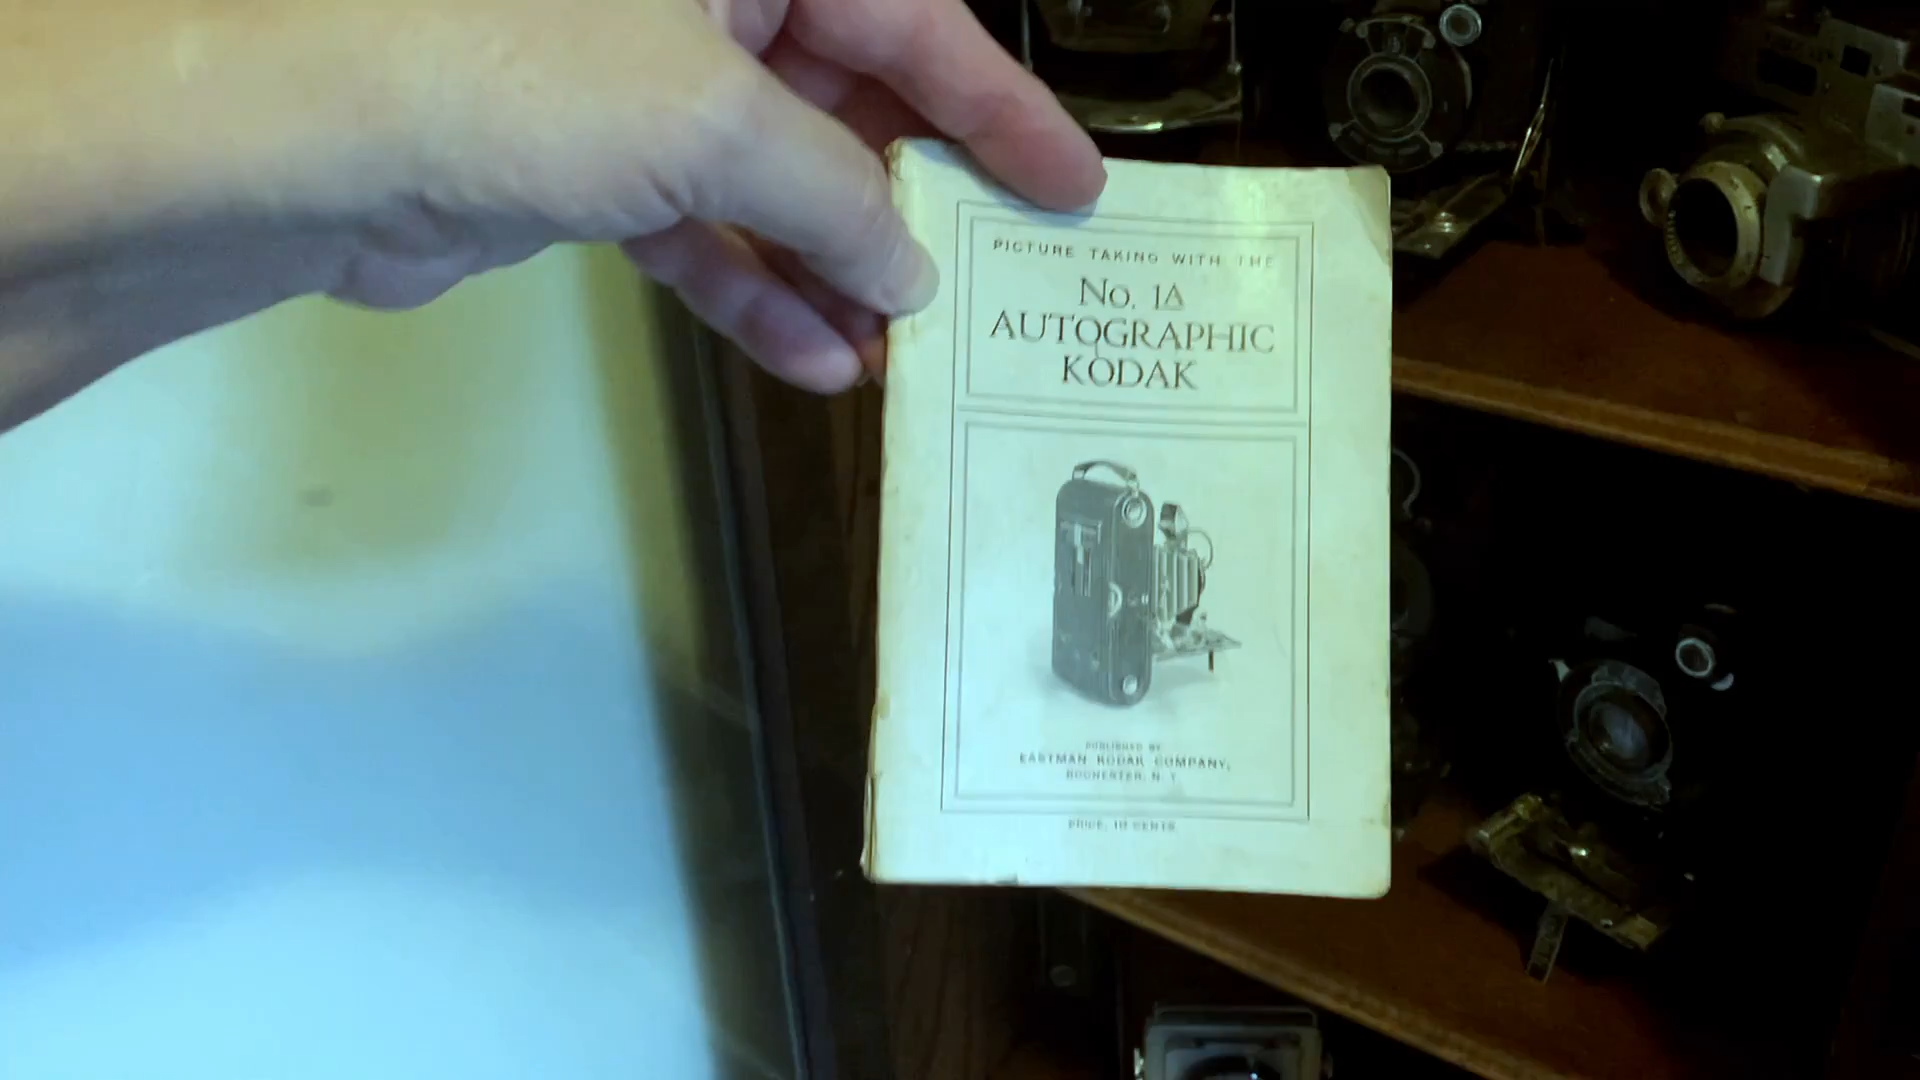 PICTURE TAKING WITH THE
No. 1A
AUTOGRAPHIC
KODAK
PUBLISHED BY
EASTMAN KODAK COMPANY,
ROCHESTER, N. Y.
PRICE, 10 CENTS